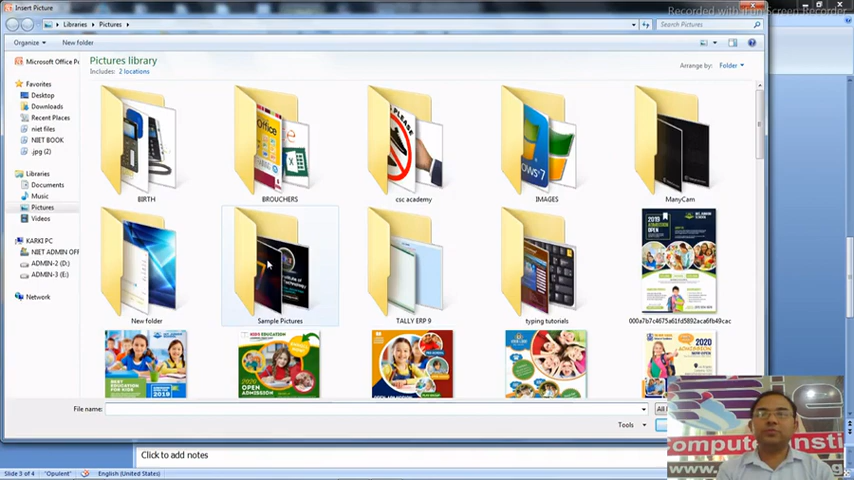 Insert Picture
Recorded with iTop Screen Recorder
Libraries
Pictures
Search Pictures
Organize
New folder
Microsoft Office P
Pictures library
Includes: 2 locations
Arrange by: Folder
Favorites
Desktop
Downloads
Recent Places
niet files
NIET BOOK
.jpg (2)
Libraries
Documents
Music
Pictures
Videos
KARKI PC
NIET ADMIN OFF
ADMIN-2 (D:)
ADMIN-3 (E:)
Network
BIRTH
BROUCHERS
csc academy
IMAGES
ManyCam
New folder
Sample Pictures
TALLY ERP 9
typing tutorials
000a7b7c4675a61fd5892aca6fb49cac
File name:
All
Tools
Click to add notes
Slide 3 of 4
"Opulent"
English (United States)